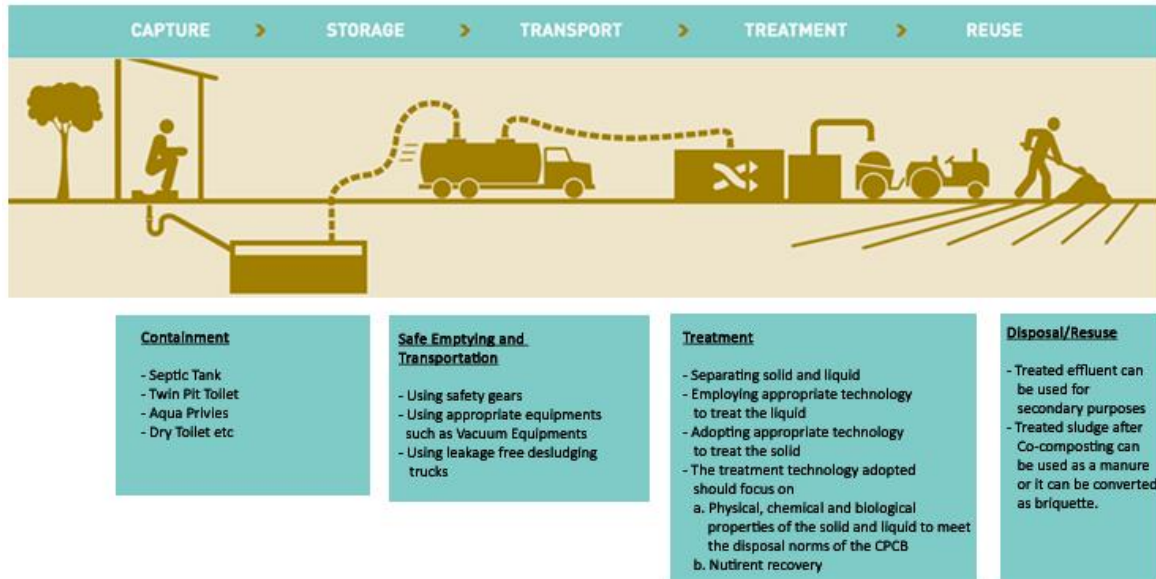 CAPTURE > STORAGE > TRANSPORT > TREATMENT > REUSE
Containment
- Septic Tank
- Twin Pit Toilet
- Aqua Privies
- Dry Toilet etc
Safe Emptying and
Transportation
- Using safety gears
- Using appropriate equipments
such as Vacuum Equipments
- Using leakage free desludging
trucks
Treatment
- Separating solid and liquid
- Employing appropriate technology
to treat the liquid
- Adopting appropriate technology
to treat the solid
- The treatment technology adopted
should focus on
a. Physical, chemical and biological
properties of the solid and liquid to meet
the disposal norms of the CPCB
b. Nutirent recovery
Disposal/Resuse
- Treated effluent can
be used for
secondary purposes
- Treated sludge after
Co-composting can
be used as a manure
or it can be converted
as briquette.